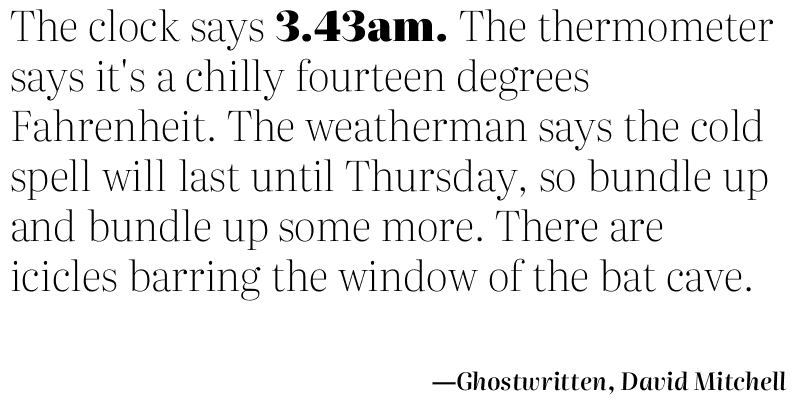 The clock says 3.43am. The thermometer
says it's a chilly fourteen degrees
Fahrenheit. The weatherman says the cold
spell will last until Thursday, so bundle up
and bundle up some more. There are
icicles barring the window of the bat cave.
—Ghostwritten, David Mitchell